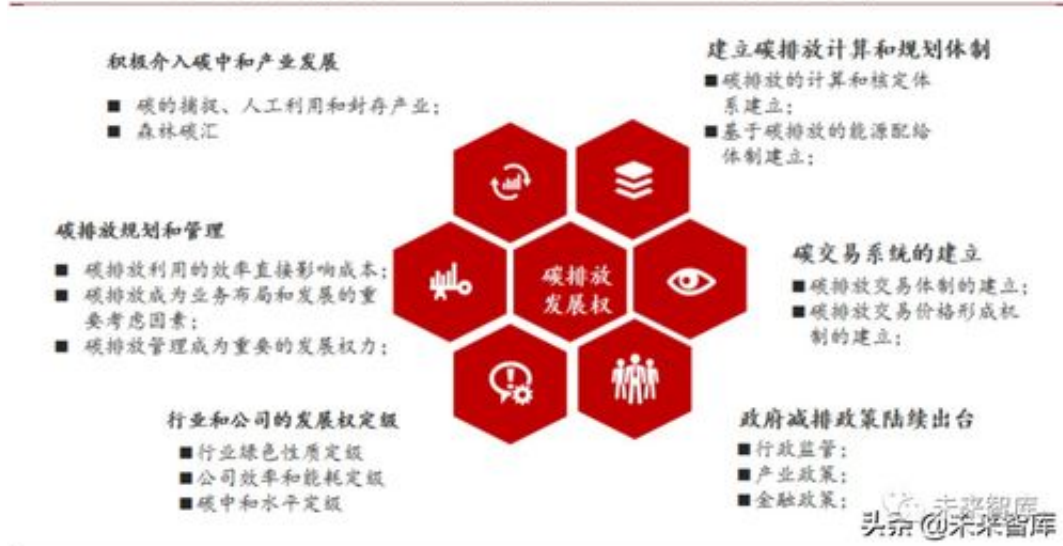 积极介入碳中和产业发展
■ 碳的捕捉、人工利用和封存产业;
■ 森林碳汇
建立碳排放计算和规划体制
■碳排放的计算和核定体
系建立;
■基于碳排放的能源配给
体制建立;
碳排放规划和管理
■ 碳排放利用的效率直接影响成本;
■ 碳排放成为业务布局和发展的重
要考虑因素;
■ 碳排放管理成为重要的发展权力;
碳排放
发展权
碳交易系统的建立
■碳排放交易体制的建立;
■碳排放交易价格形成机
制的建立;
行业和公司的发展权定级
■行业绿色性质定级
■公司效率和能耗定级
■碳中和水平定级
政府减排政策陆续出台
■行政监管;
■产业政策;
■金融政策;
未来智库
头条 @未来智库